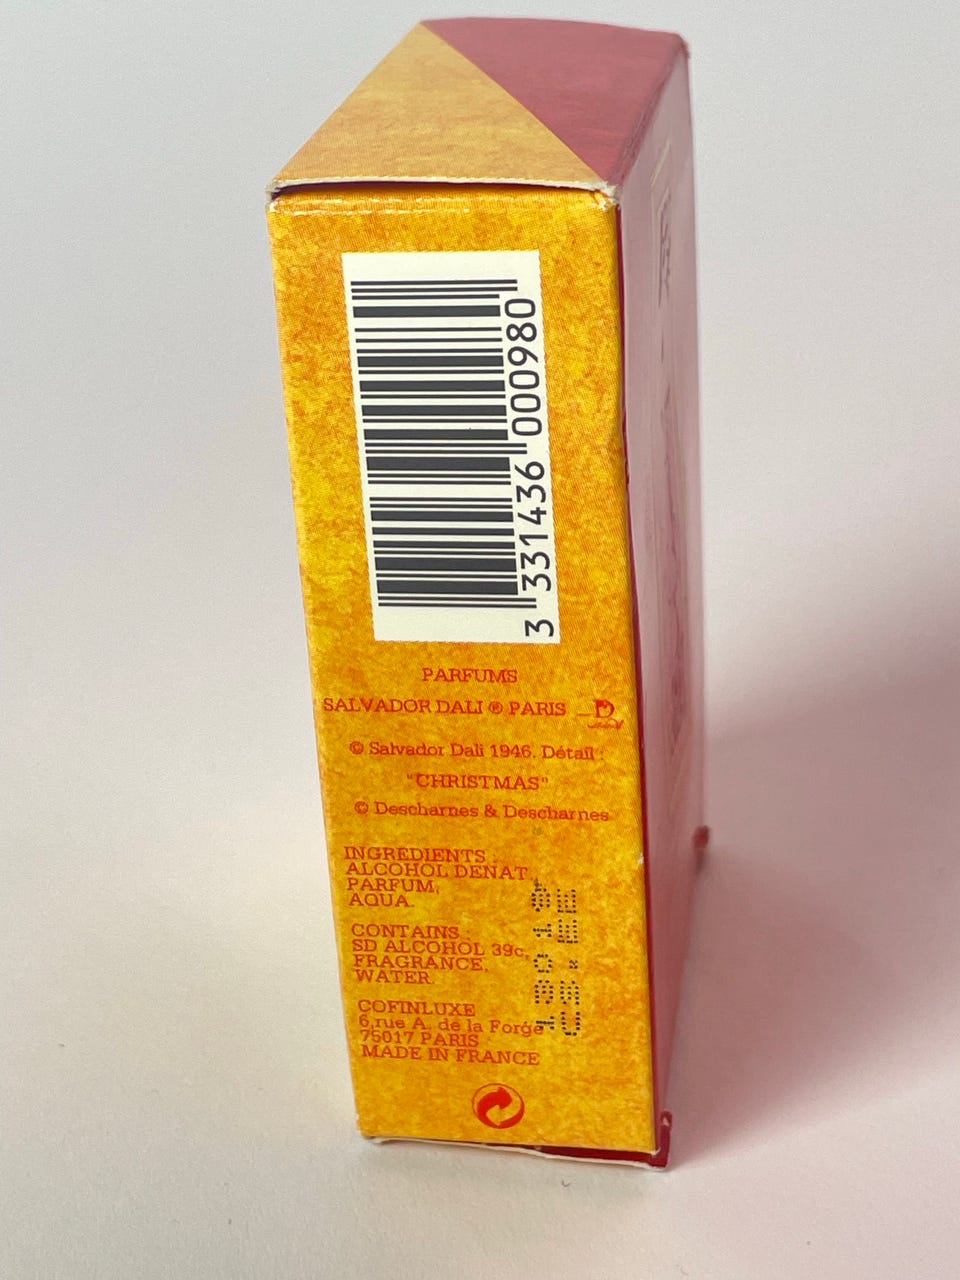 3 331436 000980
PARFUMS
SALVADOR DALI ® PARIS
© Salvador Dali 1946. Détail :
"CHRISTMAS"
© Descharnes & Descharnes
INGREDIENTS :
ALCOHOL DENAT,
PARFUM,
AQUA.
CONTAINS :
SD ALCOHOL 39c,
FRAGRANCE,
WATER.
COFINLUXE
6,rue A. de la Forge
75017 PARIS
MADE IN FRANCE